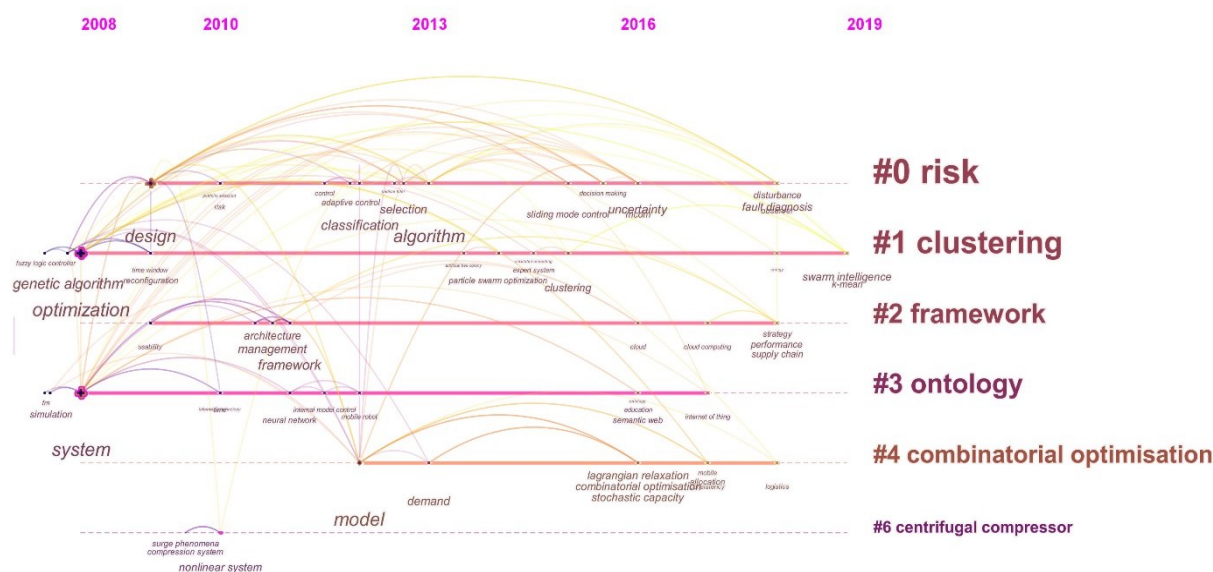 2008 2010 2013 2016 2019
#0 risk
control
decision making
disturbance
risk
adaptive control
selection
sliding mode control
uncertainty
fault diagnosis
classification
design
algorithm
#1 clustering
fuzzy logic controller
time window
expert system
swarm intelligence
genetic algorithm
reconfiguration
particle swarm optimization
k-mean
clustering
optimization
#2 framework
usability
architecture
cloud
cloud computing
strategy
management
performance
framework
supply chain
#3 ontology
simulation
internal model control
mobile robot
education
internet of thing
neural network
semantic web
system
#4 combinatorial optimisation
lagrangian relaxation
mobile
combinatorial optimisation
allocation
logistics
stochastic capacity
demand
model
#6 centrifugal compressor
surge phenomena
compression system
nonlinear system